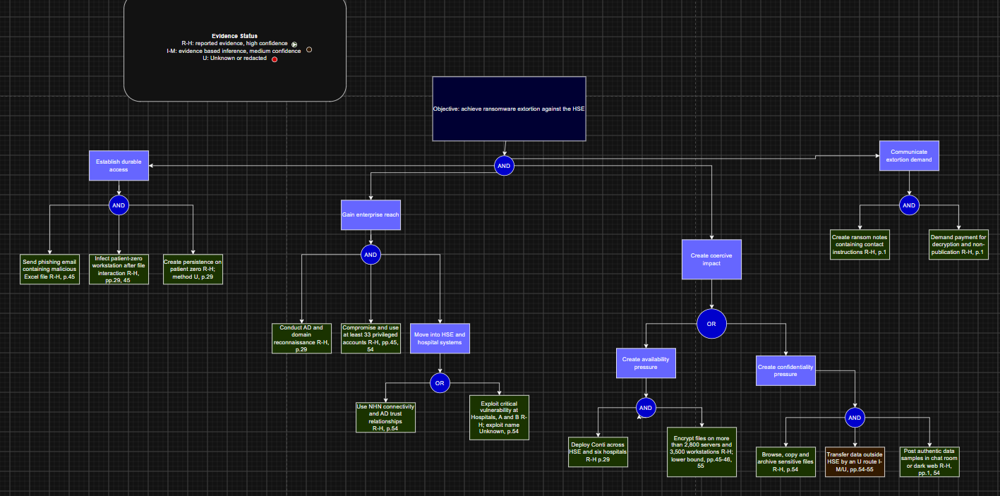 Evidence Status
R-H: reported evidence, high confidence
I-M: evidence based inference, medium confidence
U: Unknown or redacted
Objective: achieve ransomware extortion against the HSE
AND
Establish durable
access
AND
Send phishing email
containing malicious
Excel file R-H, p.45
Infect patient-zero
workstation after file
interaction R-H,
pp.29, 45
Create persistence on
patient zero R-H;
method U, p.29
Gain enterprise reach
AND
Conduct AD and
domain
reconnaissance R-H,
p.29
Compromise and use
at least 33 privileged
accounts R-H, pp.45,
54
Move into HSE and
hospital systems
OR
Use NHN connectivity
and AD trust
relationships
R-H, p.54
Exploit critical
vulnerability at
Hospitals, A and B R-
H; exploit name
Unknown, p.54
Create coercive
impact
OR
Create availability
pressure
AND
Deploy Conti across
HSE and six hospitals
R-H p.29
Encrypt files on more
than 2,800 servers and
3,500 workstations R-H;
lower bound, pp.45-46,
55
Create confidentiality
pressure
AND
Browse, copy and
archive sensitive files
R-H, p.54
Transfer data outside
HSE by an U route I-
M/U, pp.54-55
Post authentic data
samples in chat room
or dark web R-H,
pp.1, 54
Communicate
extortion demand
AND
Create ransom notes
containing contact
instructions R-H, p.1
Demand payment for
decryption and non-
publication R-H, p.1